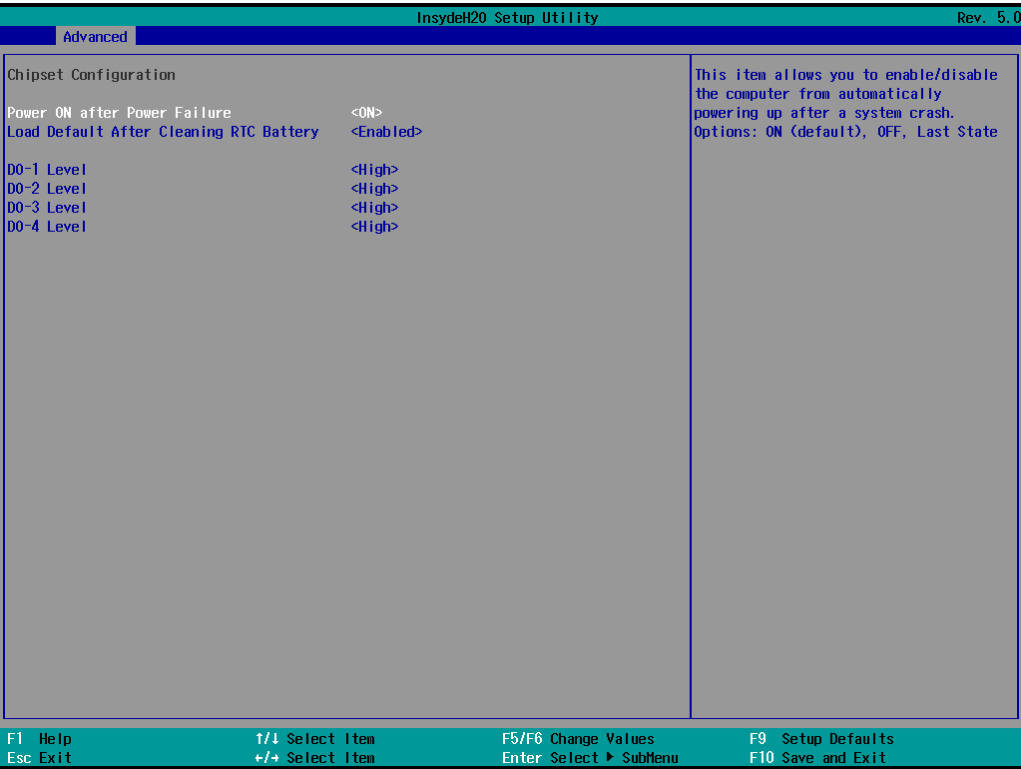 InsydeH20 Setup Utility Rev. 5.0
Advanced
Chipset Configuration
Power ON after Power Failure <ON>
Load Default After Cleaning RTC Battery <Enabled>
DO-1 Level <High>
DO-2 Level <High>
DO-3 Level <High>
DO-4 Level <High>
This item allows you to enable/disable
the computer from automatically
powering up after a system crash.
Options: ON (default), OFF, Last State
F1 Help ↑/↓ Select Item F5/F6 Change Values F9 Setup Defaults
Esc Exit ←/→ Select Item Enter Select ▶ SubMenu F10 Save and Exit